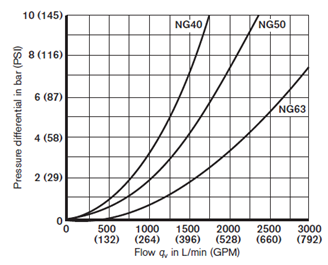 10 (145)
8 (116)
6 (87)
4 (58)
2 (29)
0
Pressure differential in bar (PSI)
NG40
NG50
NG63
0 500 1000 1500 2000 2500 3000
(132) (264) (396) (528) (660) (792)
Flow qv in L/min (GPM)